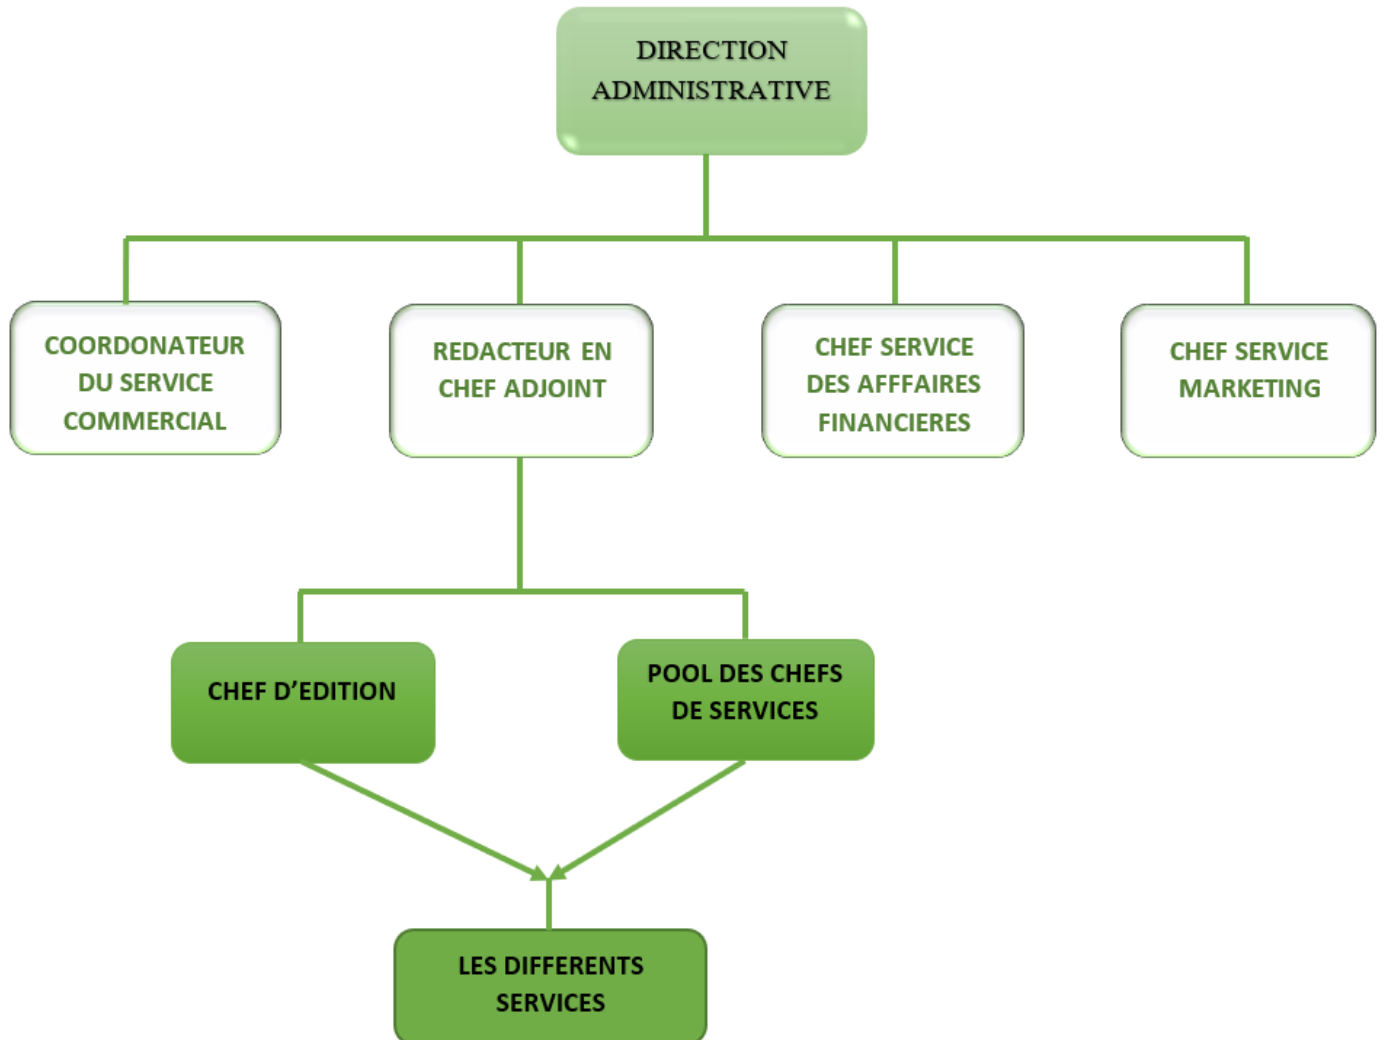 DIRECTION
ADMINISTRATIVE
COORDONATEUR
DU SERVICE
COMMERCIAL
REDACTEUR EN
CHEF ADJOINT
CHEF SERVICE
DES AFFFAIRES
FINANCIERES
CHEF SERVICE
MARKETING
CHEF D’EDITION
POOL DES CHEFS
DE SERVICES
LES DIFFERENTS
SERVICES